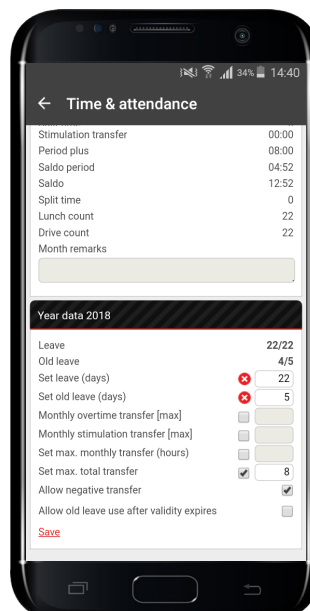 34% 14:40
Time & attendance
Stimulation transfer 00:00
Period plus 08:00
Saldo period 04:52
Saldo 12:52
Split time 0
Lunch count 22
Drive count 22
Month remarks
Year data 2018
Leave 22/22
Old leave 4/5
Set leave (days) 22
Set old leave (days) 5
Monthly overtime transfer [max]
Monthly stimulation transfer [max]
Set max. monthly transfer (hours)
Set max. total transfer 8
Allow negative transfer
Allow old leave use after validity expires
Save